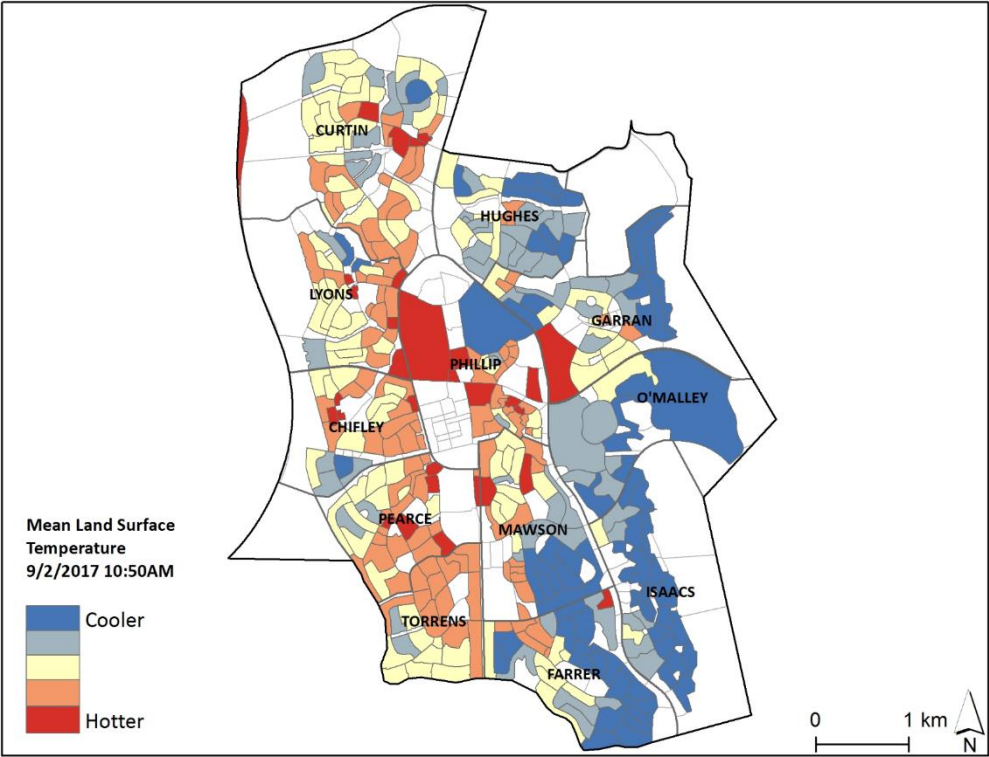 CURTIN
HUGHES
LYONS
GARRAN
PHILLIP
O'MALLEY
CHIFLEY
PEARCE
MAWSON
ISAACS
TORRENS
FARRER
Mean Land Surface
Temperature
9/2/2017 10:50AM
Cooler
Hotter
0 1 km
N